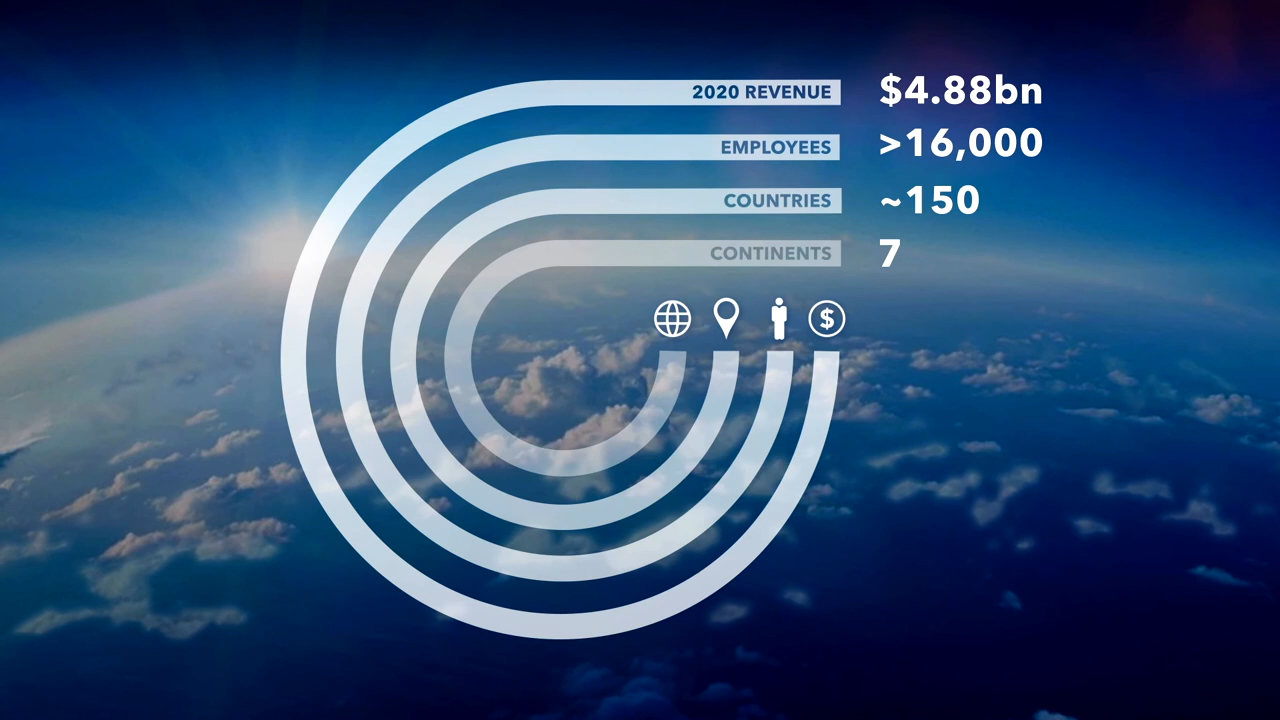 2020 REVENUE $4.88bn
EMPLOYEES >16,000
COUNTRIES ~150
CONTINENTS 7
$